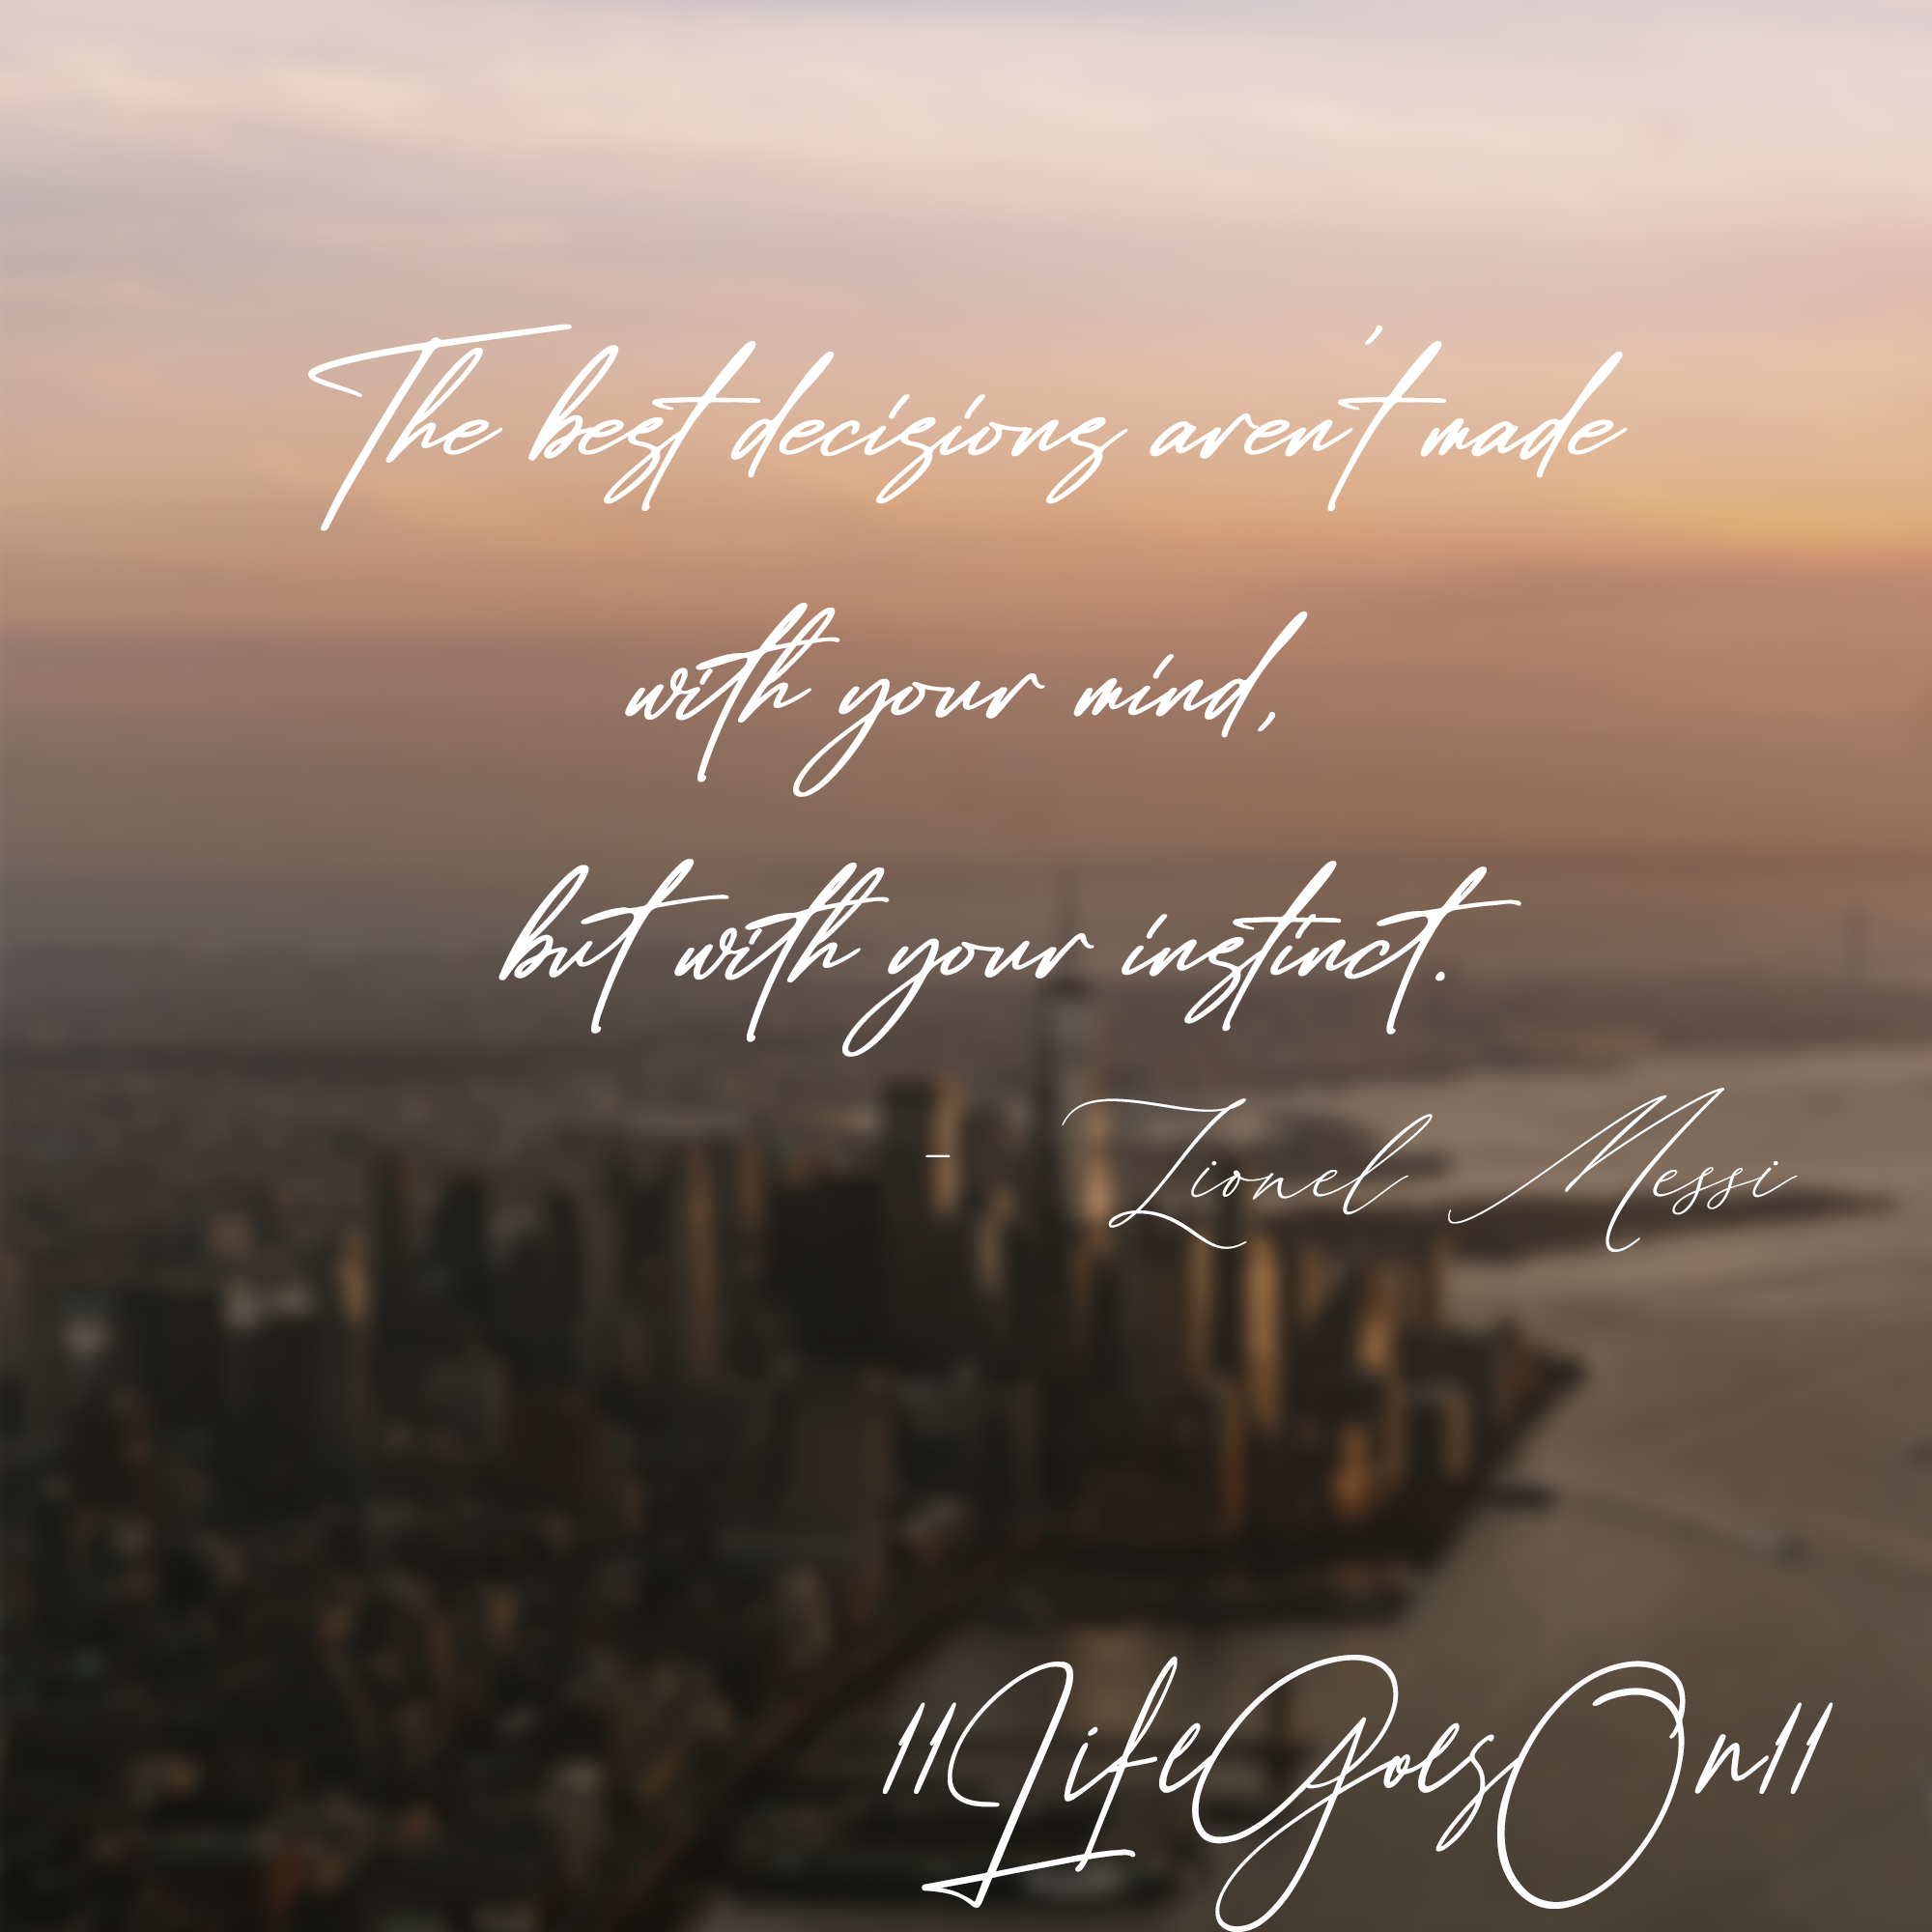 The best decisions aren't made
with your mind,
but with your instinct.
- Lionel Messi
"LifeGoesOn"